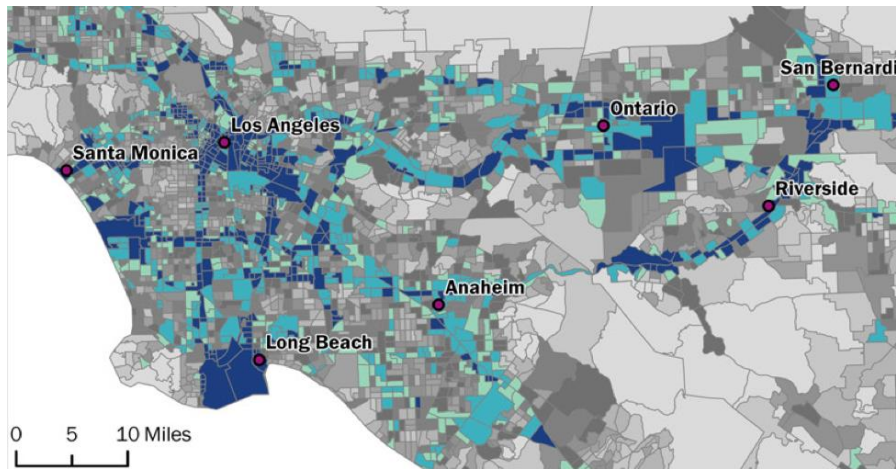 San Bernardi
Ontario
Los Angeles
Santa Monica
Riverside
Anaheim
Long Beach
0 5 10 Miles